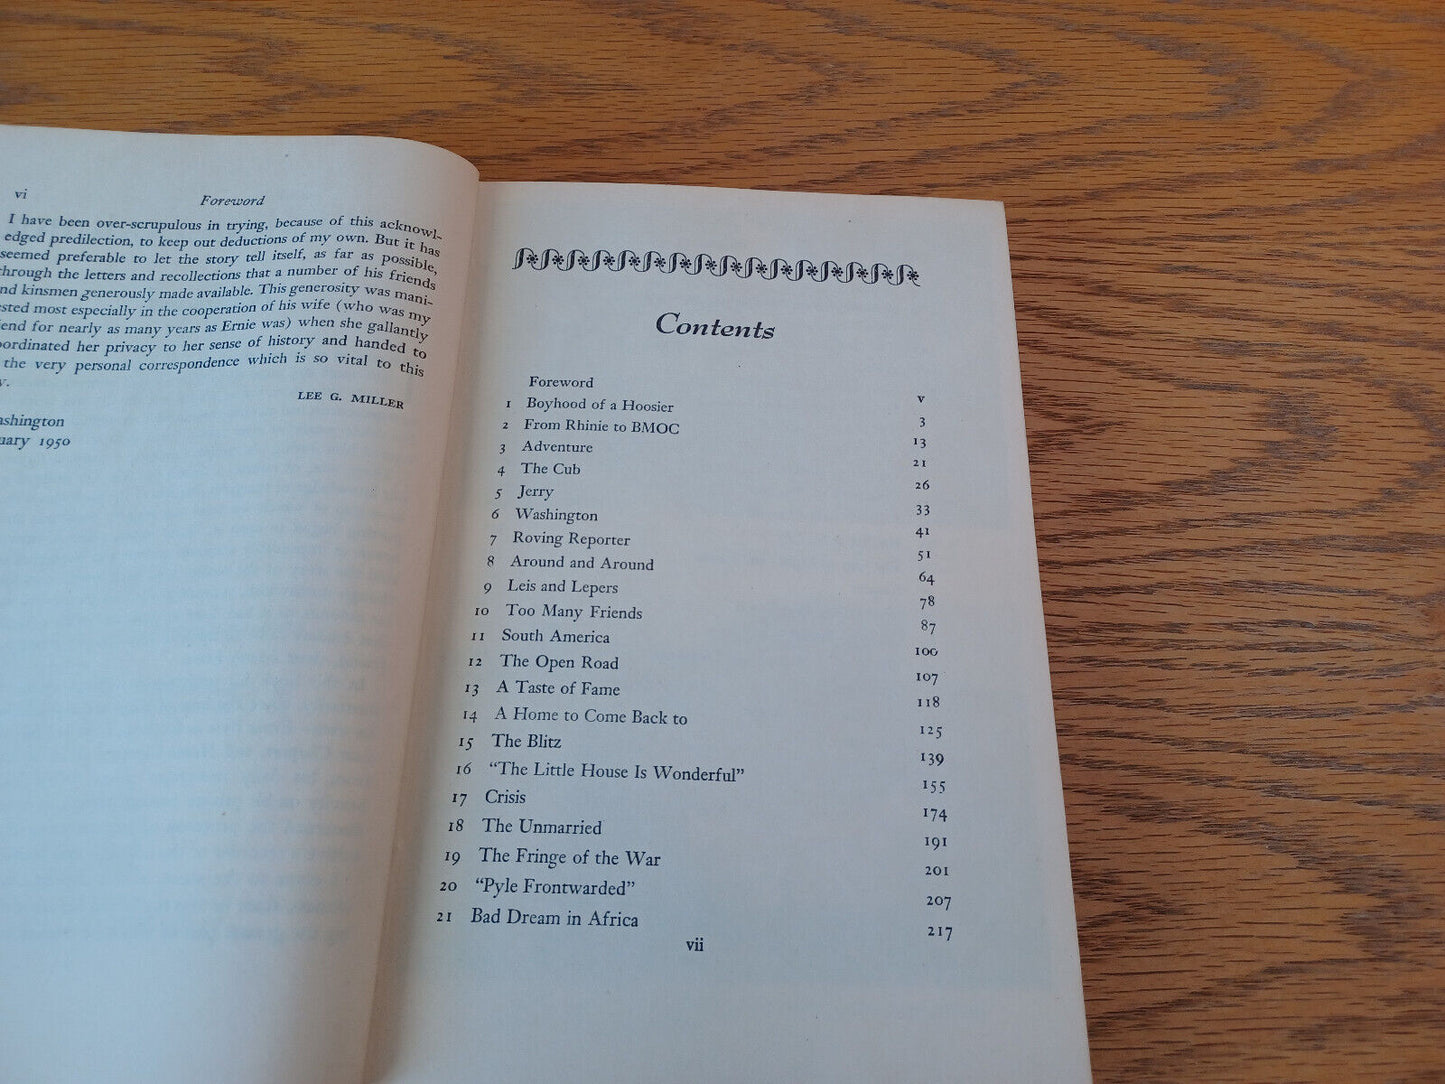 vi
Foreword
I have been over-scrupulous in trying, because of this acknowl-
edged predilection, to keep out deductions of my own. But it has
seemed preferable to let the story tell itself, as far as possible,
through the letters and recollections that a number of his friends
nd kinsmen generously made available. This generosity was mani-
ested most especially in the cooperation of his wife (who was my
iend for nearly as many years as Ernie was) when she gallantly
oordinated her privacy to her sense of history and handed to
the very personal correspondence which is so vital to this
y.
LEE G. MILLER
ashington
uary 1950
Contents
Foreword v
1 Boyhood of a Hoosier 3
2 From Rhinie to BMOC 13
3 Adventure 21
4 The Cub 26
5 Jerry 33
6 Washington 41
7 Roving Reporter 51
8 Around and Around 64
9 Leis and Lepers 78
10 Too Many Friends 87
11 South America 100
12 The Open Road 107
13 A Taste of Fame 118
14 A Home to Come Back to 125
15 The Blitz 139
16 "The Little House Is Wonderful" 155
17 Crisis 174
18 The Unmarried 191
19 The Fringe of the War 201
20 "Pyle Frontwarded" 207
21 Bad Dream in Africa 217
vii